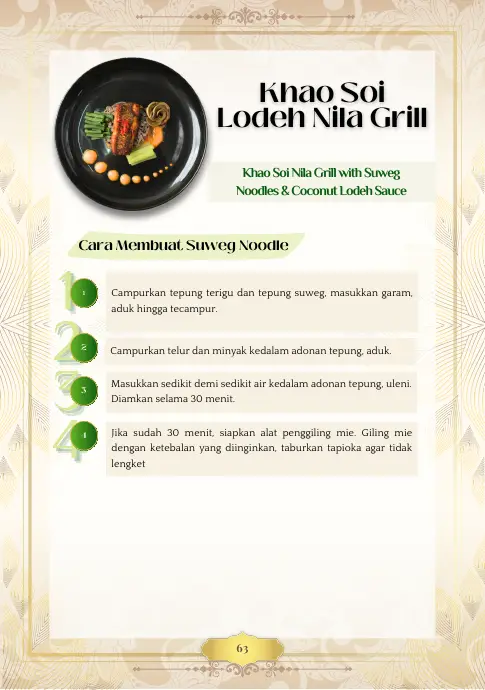 Khao Soi
Lodeh Nila Grill
Khao Soi Nila Grill with Suweg
Noodles & Coconut Lodeh Sauce
Cara Membuat Suweg Noodle
1
1
Campurkan tepung terigu dan tepung suweg, masukkan garam,
aduk hingga tecampur.
2
2
Campurkan telur dan minyak kedalam adonan tepung, aduk.
3
3
Masukkan sedikit demi sedikit air kedalam adonan tepung, uleni.
Diamkan selama 30 menit.
4
4
Jika sudah 30 menit, siapkan alat penggiling mie. Giling mie
dengan ketebalan yang diinginkan, taburkan tapioka agar tidak
lengket
63